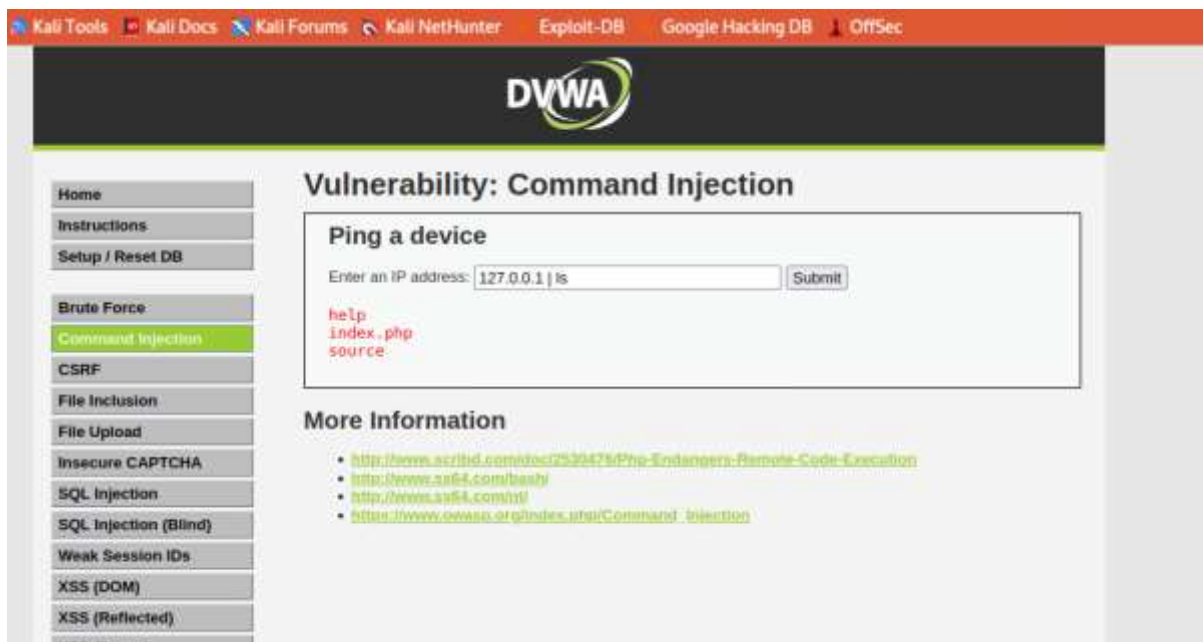 Kali Tools Kali Docs Kali Forums Kali NetHunter Exploit-DB Google Hacking DB OffSec
DVWA
Home
Instructions
Setup / Reset DB
Brute Force
Command Injection
CSRF
File Inclusion
File Upload
Insecure CAPTCHA
SQL Injection
SQL Injection (Blind)
Weak Session IDs
XSS (DOM)
XSS (Reflected)
Vulnerability: Command Injection
Ping a device
Enter an IP address: 127.0.0.1 | ls Submit
help
index.php
source
More Information
http://www.scribd.com/doc/2530476/Php-Endangers-Remote-Code-Execution
http://www.ss64.com/bash/
http://www.ss64.com/nt/
https://www.owasp.org/index.php/Command_Injection